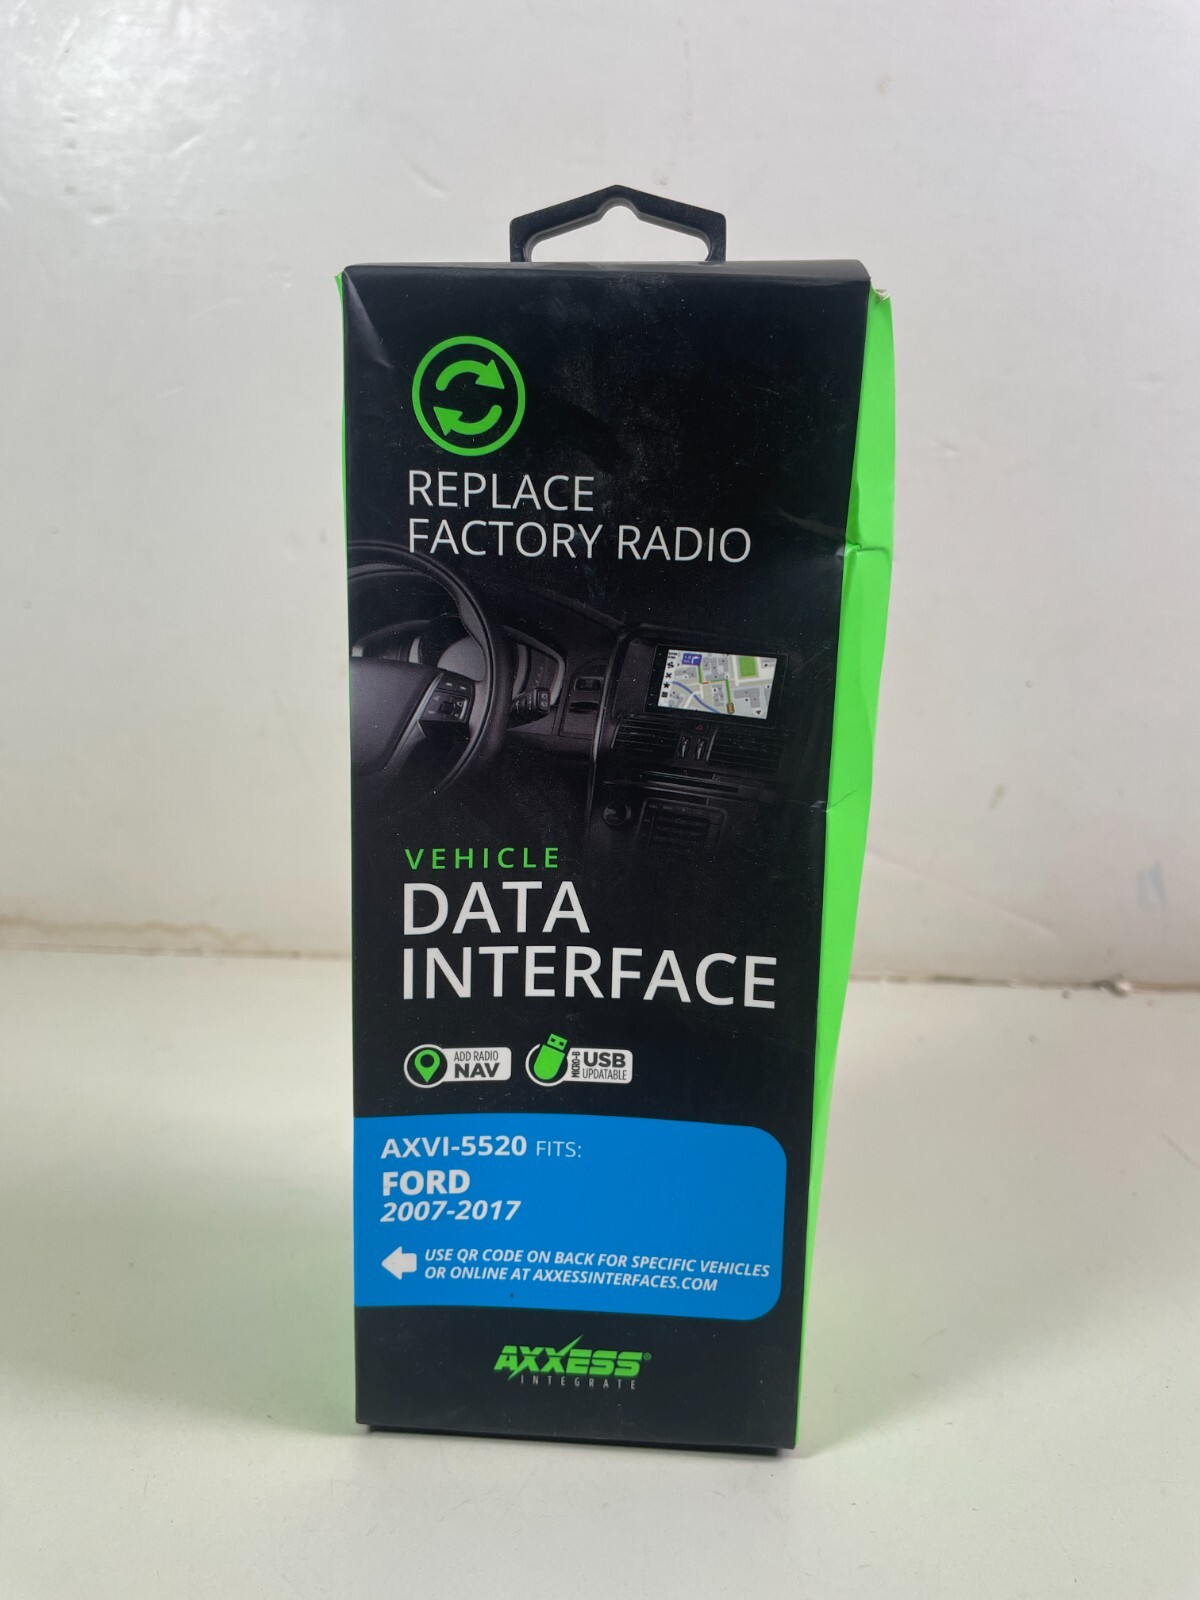 REPLACE
FACTORY RADIO
VEHICLE
DATA
INTERFACE
ADD RADIO
NAV
MICRO-B
USB
UPDATABLE
AXVI-5520 FITS:
FORD
2007-2017
USE QR CODE ON BACK FOR SPECIFIC VEHICLES
OR ONLINE AT AXXESSINTERFACES.COM
AXXESS®
INTEGRATE